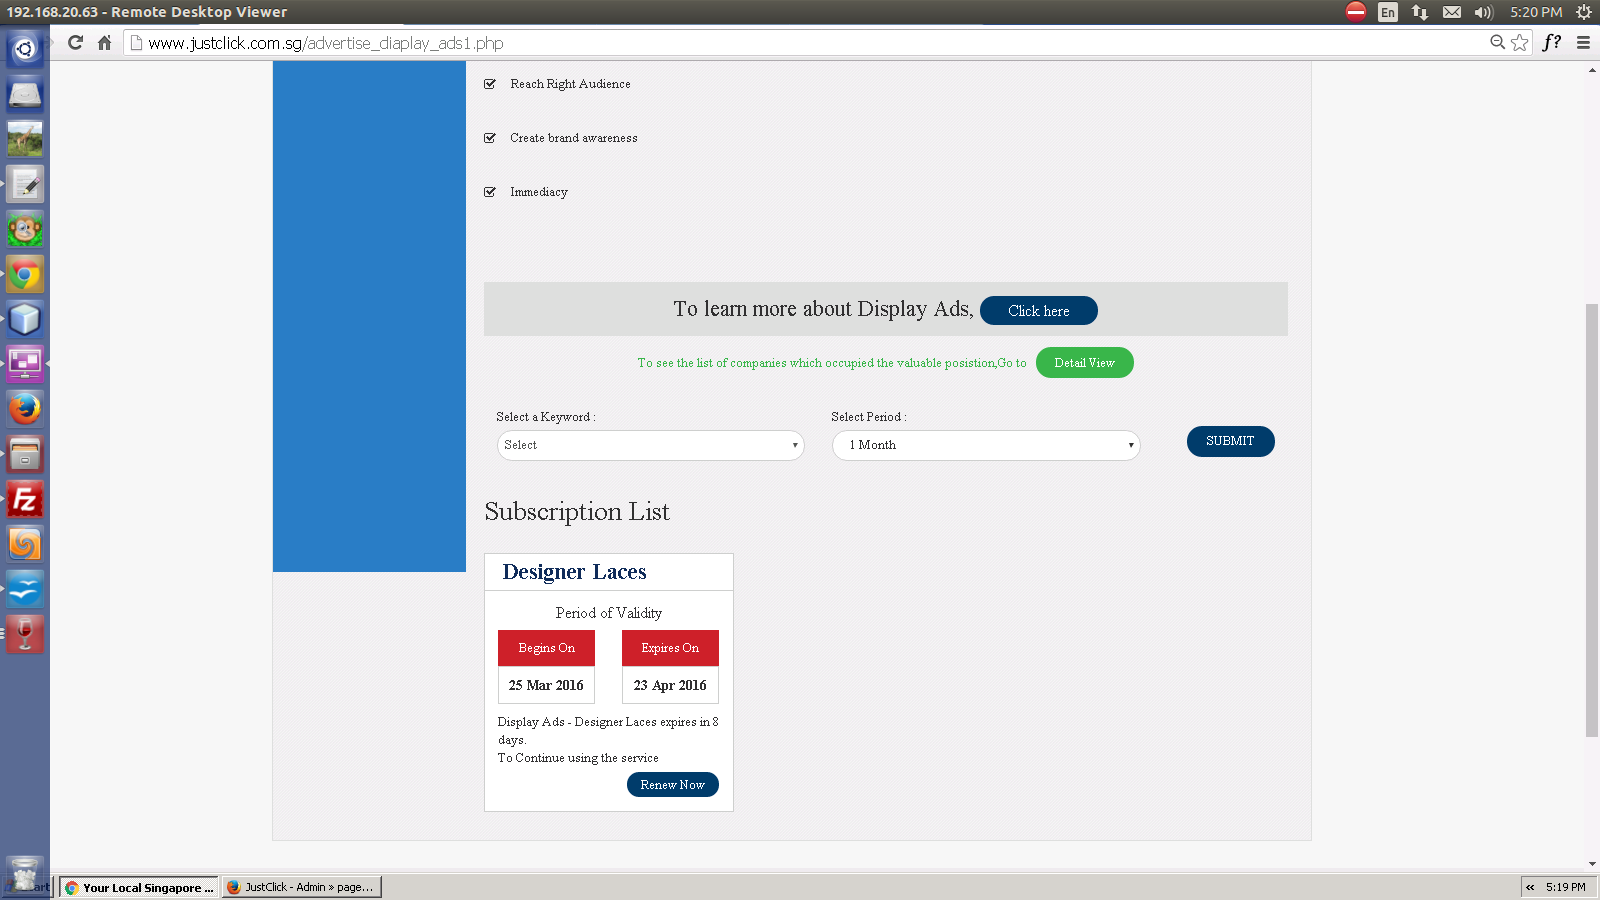 192.168.20.63 - Remote Desktop Viewer
En
5:20 PM
www.justclick.com.sg/advertise_diaplay_ads1.php
f?
Reach Right Audience
Create brand awareness
Immediacy
To learn more about Display Ads, Click here
To see the list of companies which occupied the valuable posistion,Go to Detail View
Select a Keyword :
Select Period :
Select
1 Month
SUBMIT
Subscription List
Designer Laces
Period of Validity
Begins On
Expires On
25 Mar 2016
23 Apr 2016
Display Ads - Designer Laces expires in 8
days.
To Continue using the service
Renew Now
Fz
Your Local Singapore ...
JustClick - Admin » page...
«
5:19 PM